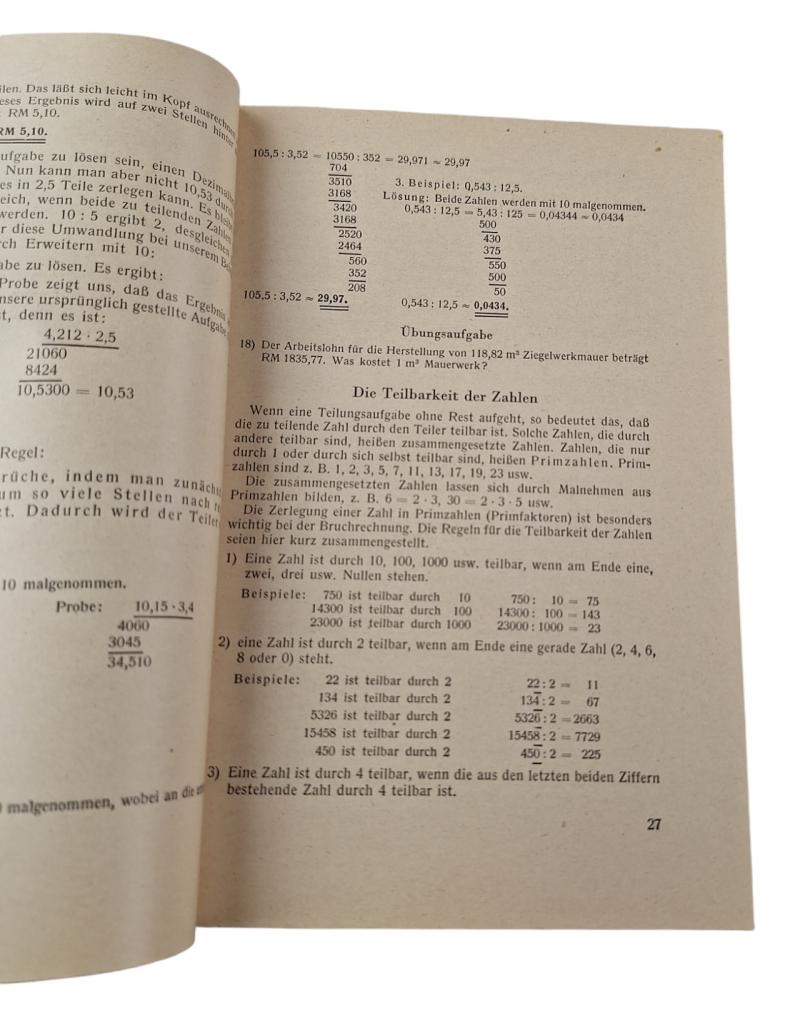 ilen. Das läßt sich leicht im Kopf ausrechnen
eses Ergebnis wird auf zwei Stellen hinter
RM 5,10.
RM 5,10.
ufgabe zu lösen sein, einen Dezimal
Nun kann man aber nicht 10,53 durch
es in 2,5 Teile zerlegen kann. Es bleibt
eich, wenn beide zu teilenden Zahlen
werden. 10 : 5 ergibt 2, desgleichen
r diese Umwandlung bei unserem
rch Erweitern mit 10:
abe zu lösen. Es ergibt:
Probe zeigt uns, daß das Ergebnis
nsere ursprünglich gestellte Aufgabe
t, denn es ist:
4,212 · 2,5
21060
8424
10,5300 = 10,53
Regel:
rüche, indem man zunächst
um so viele Stellen nach
t. Dadurch wird der Teiler
10 malgenommen.
Probe: 10,15 · 3,4
4060
3045
34,510
malgenommen, wobei an die
105,5 : 3,52 = 10550 : 352 = 29,971 ≈ 29,97
704
3510
3168
3420
3168
2520
2464
560
352
208
105,5 : 3,52 ≈ 29,97.
3. Beispiel: 0,543 : 12,5.
Lösung: Beide Zahlen werden mit 10 malgenommen.
0,543 : 12,5 = 5,43 : 125 = 0,04344 ≈ 0,0434
500
430
375
550
500
50
0,543 : 12,5 ≈ 0,0434.
Übungsaufgabe
18) Der Arbeitslohn für die Herstellung von 118,82 m³ Ziegelwerkmauer beträgt
RM 1835,77. Was kostet 1 m³ Mauerwerk?
Die Teilbarkeit der Zahlen
Wenn eine Teilungsaufgabe ohne Rest aufgeht, so bedeutet das, daß
die zu teilende Zahl durch den Teiler teilbar ist. Solche Zahlen, die durch
andere teilbar sind, heißen zusammengesetzte Zahlen. Zahlen, die nur
durch 1 oder durch sich selbst teilbar sind, heißen Primzahlen. Prim-
zahlen sind z. B. 1, 2, 3, 5, 7, 11, 13, 17, 19, 23 usw.
Die zusammengesetzten Zahlen lassen sich durch Malnehmen aus
Primzahlen bilden, z. B. 6 = 2 · 3, 30 = 2 · 3 · 5 usw.
Die Zerlegung einer Zahl in Primzahlen (Primfaktoren) ist besonders
wichtig bei der Bruchrechnung. Die Regeln für die Teilbarkeit der Zahlen
seien hier kurz zusammengestellt.
1) Eine Zahl ist durch 10, 100, 1000 usw. teilbar, wenn am Ende eine,
zwei, drei usw. Nullen stehen.
Beispiele: 750 ist teilbar durch 10 750 : 10 = 75
14300 ist teilbar durch 100 14300 : 100 = 143
23000 ist teilbar durch 1000 23000 : 1000 = 23
2) eine Zahl ist durch 2 teilbar, wenn am Ende eine gerade Zahl (2, 4, 6,
8 oder 0) steht.
Beispiele: 22 ist teilbar durch 2 22 : 2 = 11
134 ist teilbar durch 2 134 : 2 = 67
5326 ist teilbar durch 2 5326 : 2 = 2663
15458 ist teilbar durch 2 15458 : 2 = 7729
450 ist teilbar durch 2 450 : 2 = 225
3) Eine Zahl ist durch 4 teilbar, wenn die aus den letzten beiden Ziffern
bestehende Zahl durch 4 teilbar ist.
27